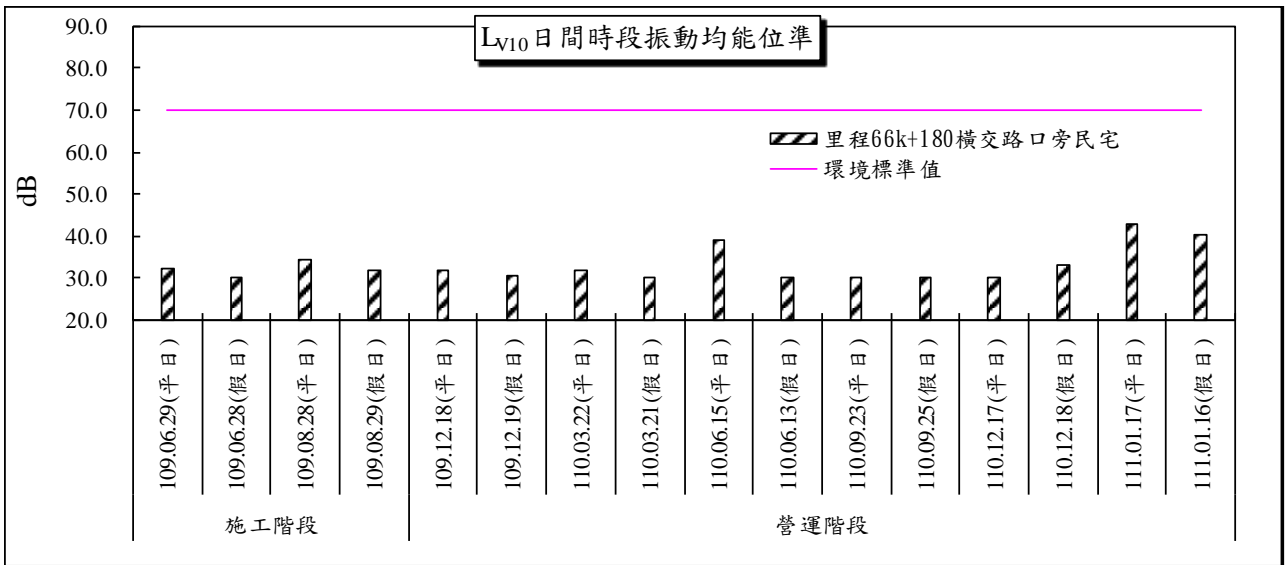 LV10日間時段振動均能位準
90.0
80.0
70.0
60.0
50.0
40.0
30.0
20.0
dB
里程66k+180橫交路口旁民宅
環境標準值
109.06.29(平日)
109.06.28(假日)
109.08.28(平日)
109.08.29(假日)
109.12.18(平日)
109.12.19(假日)
110.03.22(平日)
110.03.21(假日)
110.06.15(平日)
110.06.13(假日)
110.09.23(平日)
110.09.25(假日)
110.12.17(平日)
110.12.18(假日)
111.01.17(平日)
111.01.16(假日)
施工階段
營運階段